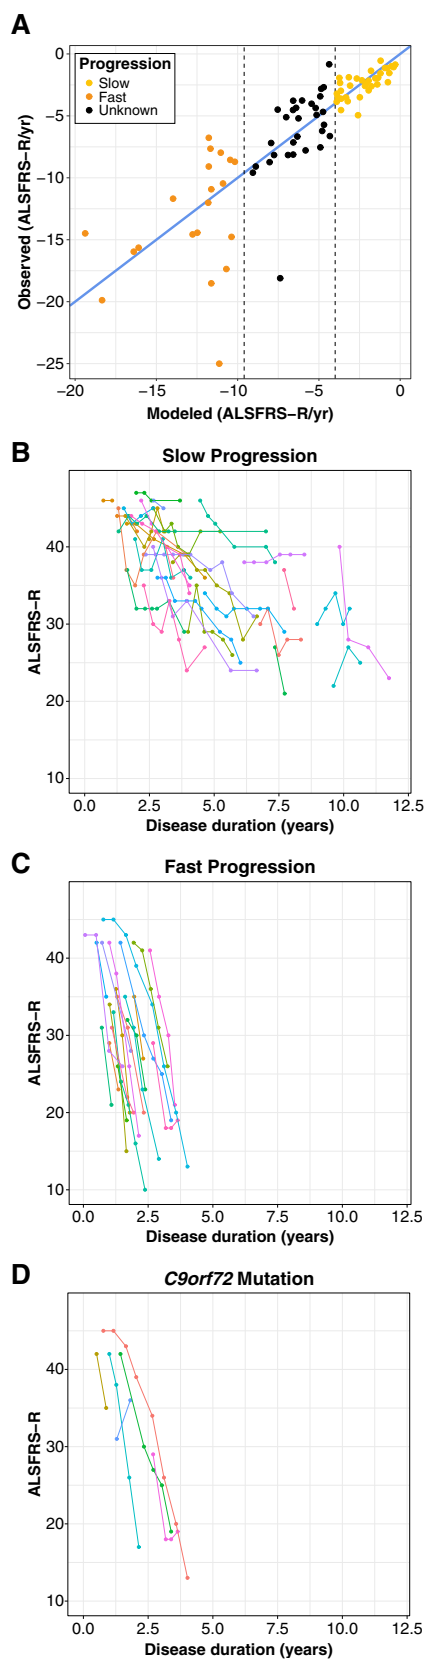 A
Progression
Slow
Fast
Unknown
0
−5
−10
−15
−20
−25
Observed (ALSFRS−R/yr)
−20 −15 −10 −5 0
Modeled (ALSFRS−R/yr)
B
Slow Progression
40
30
20
10
ALSFRS−R
0.0 2.5 5.0 7.5 10.0 12.5
Disease duration (years)
C
Fast Progression
40
30
20
10
ALSFRS−R
0.0 2.5 5.0 7.5 10.0 12.5
Disease duration (years)
D
C9orf72 Mutation
40
30
20
10
ALSFRS−R
0.0 2.5 5.0 7.5 10.0 12.5
Disease duration (years)